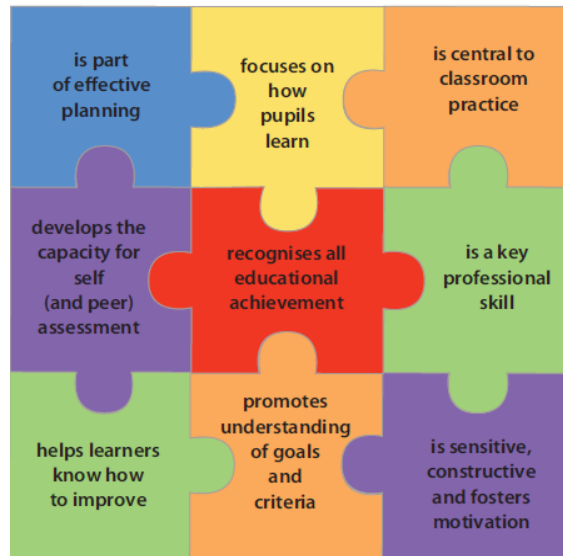 is part
of effective
planning
focuses on
how
pupils
learn
is central to
classroom
practice
develops the
capacity for
self
(and peer)
assessment
recognises all
educational
achievement
is a key
professional
skill
helps learners
know how
to improve
promotes
understanding
of goals
and
criteria
is sensitive,
constructive
and fosters
motivation